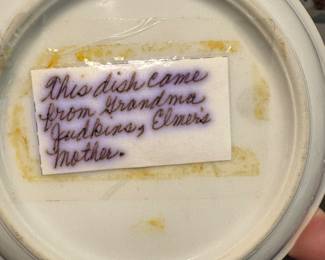 This dish came
from Grandma
Judkins, Elmer's
Mother.